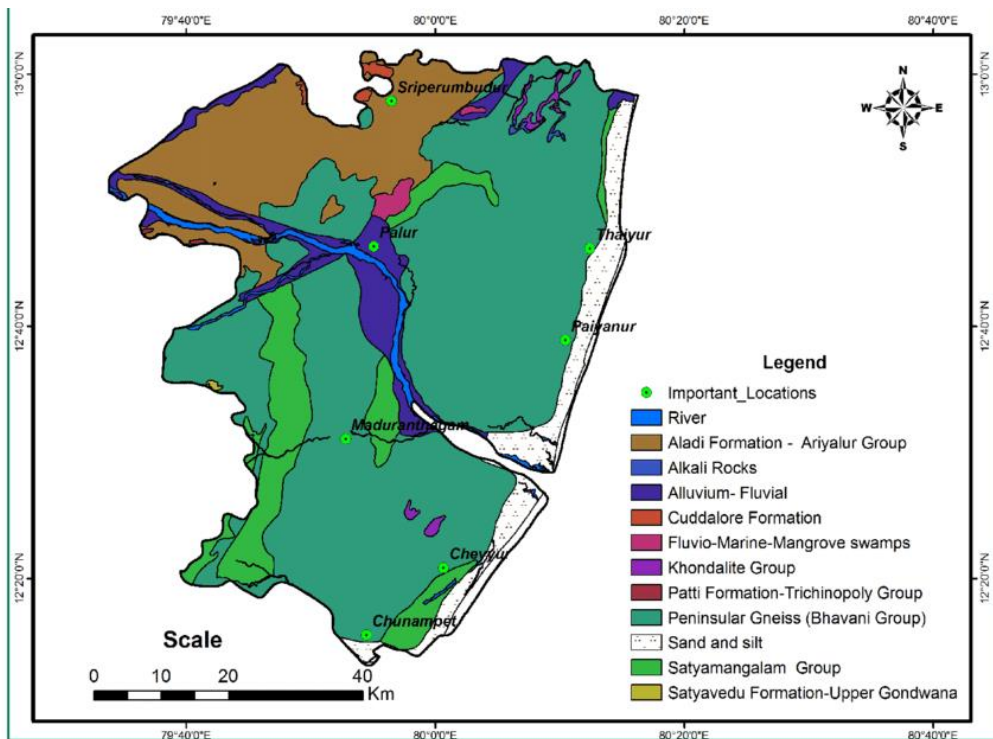 79°40'0"E 80°0'0"E 80°20'0"E 80°40'0"E
13°0'0"N 13°0'0"N
N
W E
S
Sriperumbudur
Palur
Thaiyur
12°40'0"N 12°40'0"N
Paiyanur
Maduranthagam
Cheyyur
12°20'0"N 12°20'0"N
Chunampet
Legend
Important_Locations
River
Aladi Formation - Ariyalur Group
Alkali Rocks
Alluvium- Fluvial
Cuddalore Formation
Fluvio-Marine-Mangrove swamps
Khondalite Group
Patti Formation-Trichinopoly Group
Peninsular Gneiss (Bhavani Group)
Sand and silt
Satyamangalam Group
Satyavedu Formation-Upper Gondwana
Scale
0 10 20 40
Km
79°40'0"E 80°0'0"E 80°20'0"E 80°40'0"E